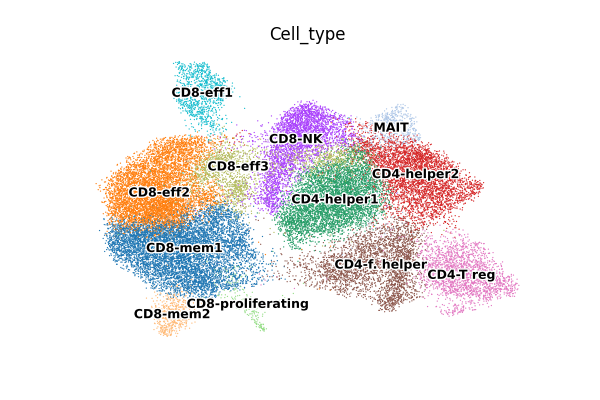 Cell_type
CD8-eff1
MAIT
CD8-NK
CD8-eff3
CD4-helper2
CD8-eff2
CD4-helper1
CD8-mem1
CD4-f. helper
CD4-T reg
CD8-proliferating
CD8-mem2